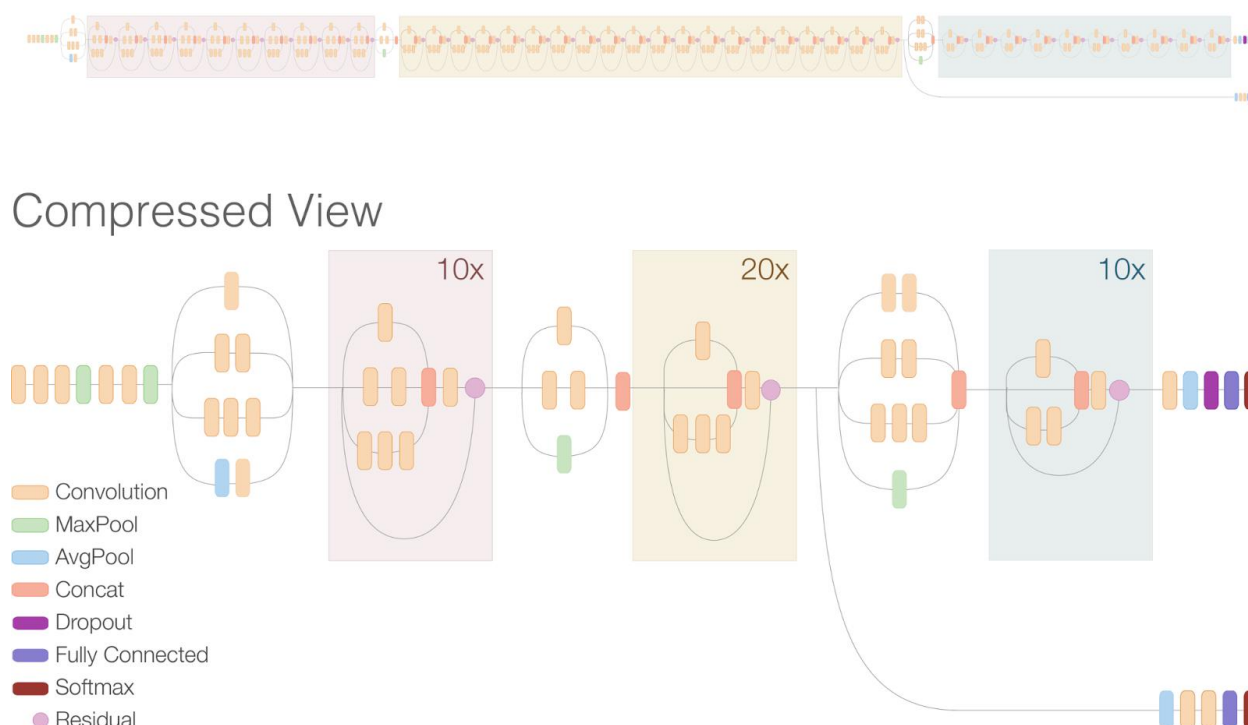 Compressed View
10x
20x
10x
Convolution
MaxPool
AvgPool
Concat
Dropout
Fully Connected
Softmax
Residual